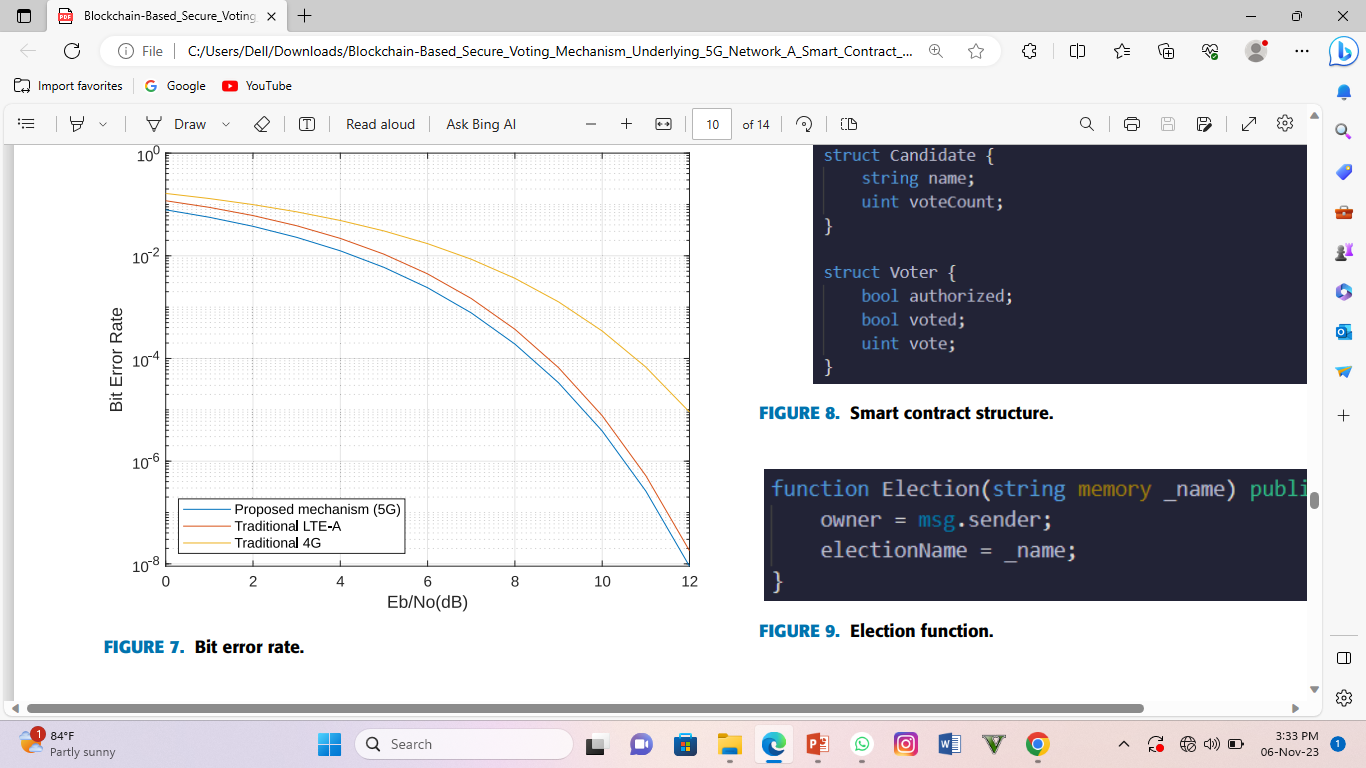 Blockchain-Based_Secure_Voting_
File
C:/Users/Dell/Downloads/Blockchain-Based_Secure_Voting_Mechanism_Underlying_5G_Network_A_Smart_Contract_...
Import favorites
Google
YouTube
Draw
Read aloud
Ask Bing AI
10
of 14
10^0
10^-2
10^-4
10^-6
10^-8
Bit Error Rate
Proposed mechanism (5G)
Traditional LTE-A
Traditional 4G
0 2 4 6 8 10 12
Eb/No(dB)
FIGURE 7. Bit error rate.
struct Candidate {
string name;
uint voteCount;
}
struct Voter {
bool authorized;
bool voted;
uint vote;
}
FIGURE 8. Smart contract structure.
function Election(string memory _name) publi
owner = msg.sender;
electionName = _name;
}
FIGURE 9. Election function.
1
84°F
Partly sunny
Search
3:33 PM
06-Nov-23
1